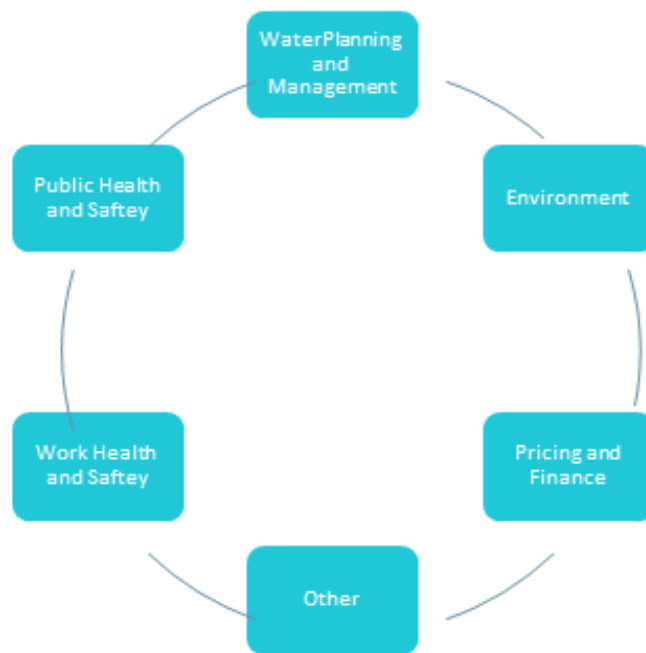 WaterPlanning
and
Management
Environment
Pricing and
Finance
Other
Work Health
and Saftey
Public Health
and Saftey